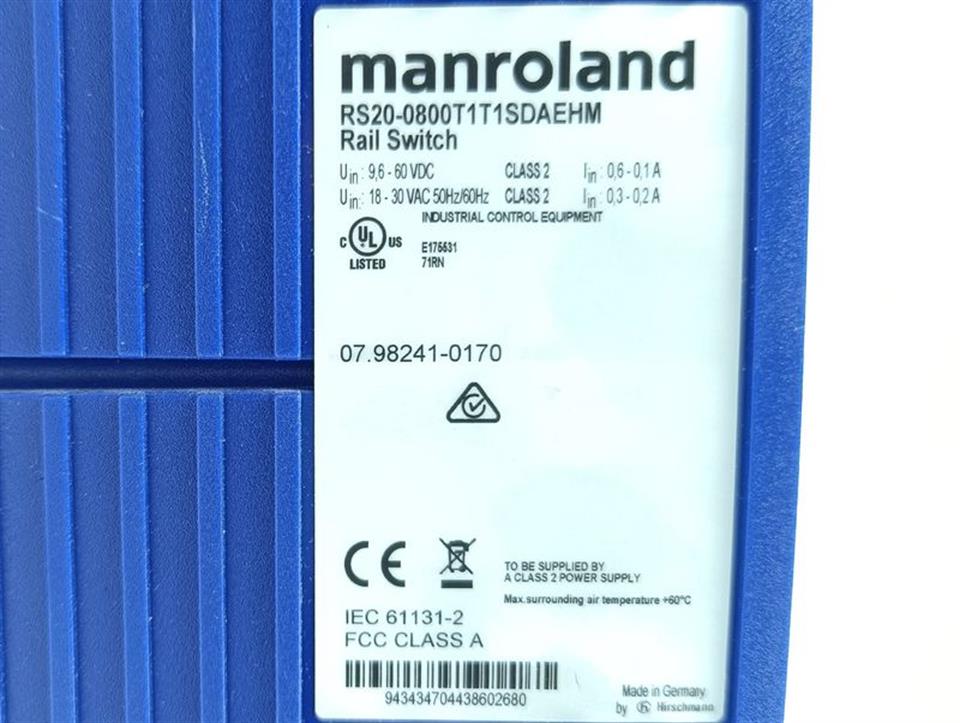 manroland
RS20-0800T1T1SDAEHM
Rail Switch
Uin : 9,6 - 60 VDC CLASS 2 Iin : 0,6 - 0,1 A
Uin : 18 - 30 VAC 50Hz/60Hz CLASS 2 Iin : 0,3 - 0,2 A
INDUSTRIAL CONTROL EQUIPMENT
C UL US
LISTED
E175531
71RN
07.98241-0170
CE
TO BE SUPPLIED BY
A CLASS 2 POWER SUPPLY
Max.surrounding air temperature +60°C
IEC 61131-2
FCC CLASS A
943434704438602680
Made in Germany
by H Hirschmann